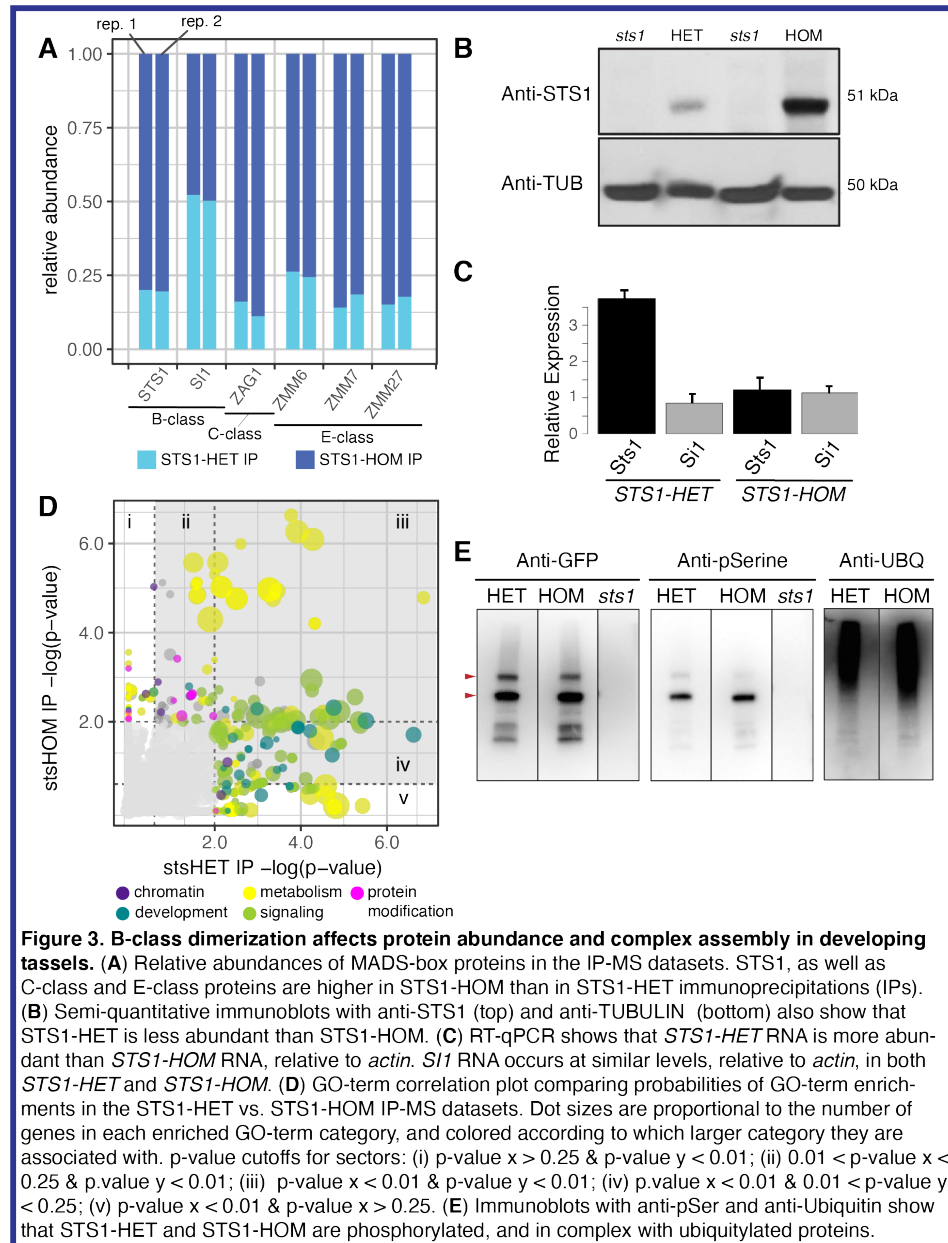 rep. 1
rep. 2
A
relative abundance
1.00
0.75
0.50
0.25
0.00
STS1
SI1
ZAG1
ZMM6
ZMM7
ZMM27
B-class
C-class
E-class
STS1-HET IP
STS1-HOM IP
B
sts1 HET sts1 HOM
Anti-STS1
51 kDa
Anti-TUB
50 kDa
C
Relative Expression
3
2
1
0
Sts1
Si1
Sts1
Si1
STS1-HET
STS1-HOM
D
i
ii
iii
iv
v
stsHOM IP –log(p−value)
6.0
4.0
2.0
2.0
4.0
6.0
stsHET IP –log(p−value)
chromatin
metabolism
protein modification
development
signaling
E
Anti-GFP
Anti-pSerine
Anti-UBQ
HET HOM sts1
HET HOM sts1
HET HOM
Figure 3. B-class dimerization affects protein abundance and complex assembly in developing
tassels. (A) Relative abundances of MADS-box proteins in the IP-MS datasets. STS1, as well as
C-class and E-class proteins are higher in STS1-HOM than in STS1-HET immunoprecipitations (IPs).
(B) Semi-quantitative immunoblots with anti-STS1 (top) and anti-TUBULIN (bottom) also show that
STS1-HET is less abundant than STS1-HOM. (C) RT-qPCR shows that STS1-HET RNA is more abun-
dant than STS1-HOM RNA, relative to actin. SI1 RNA occurs at similar levels, relative to actin, in both
STS1-HET and STS1-HOM. (D) GO-term correlation plot comparing probabilities of GO-term enrich-
ments in the STS1-HET vs. STS1-HOM IP-MS datasets. Dot sizes are proportional to the number of
genes in each enriched GO-term category, and colored according to which larger category they are
associated with. p-value cutoffs for sectors: (i) p-value x > 0.25 & p-value y < 0.01; (ii) 0.01 < p-value x <
0.25 & p.value y < 0.01; (iii) p-value x < 0.01 & p-value y < 0.01; (iv) p.value x < 0.01 & 0.01 < p-value y
< 0.25; (v) p-value x < 0.01 & p-value x > 0.25. (E) Immunoblots with anti-pSer and anti-Ubiquitin show
that STS1-HET and STS1-HOM are phosphorylated, and in complex with ubiquitylated proteins.